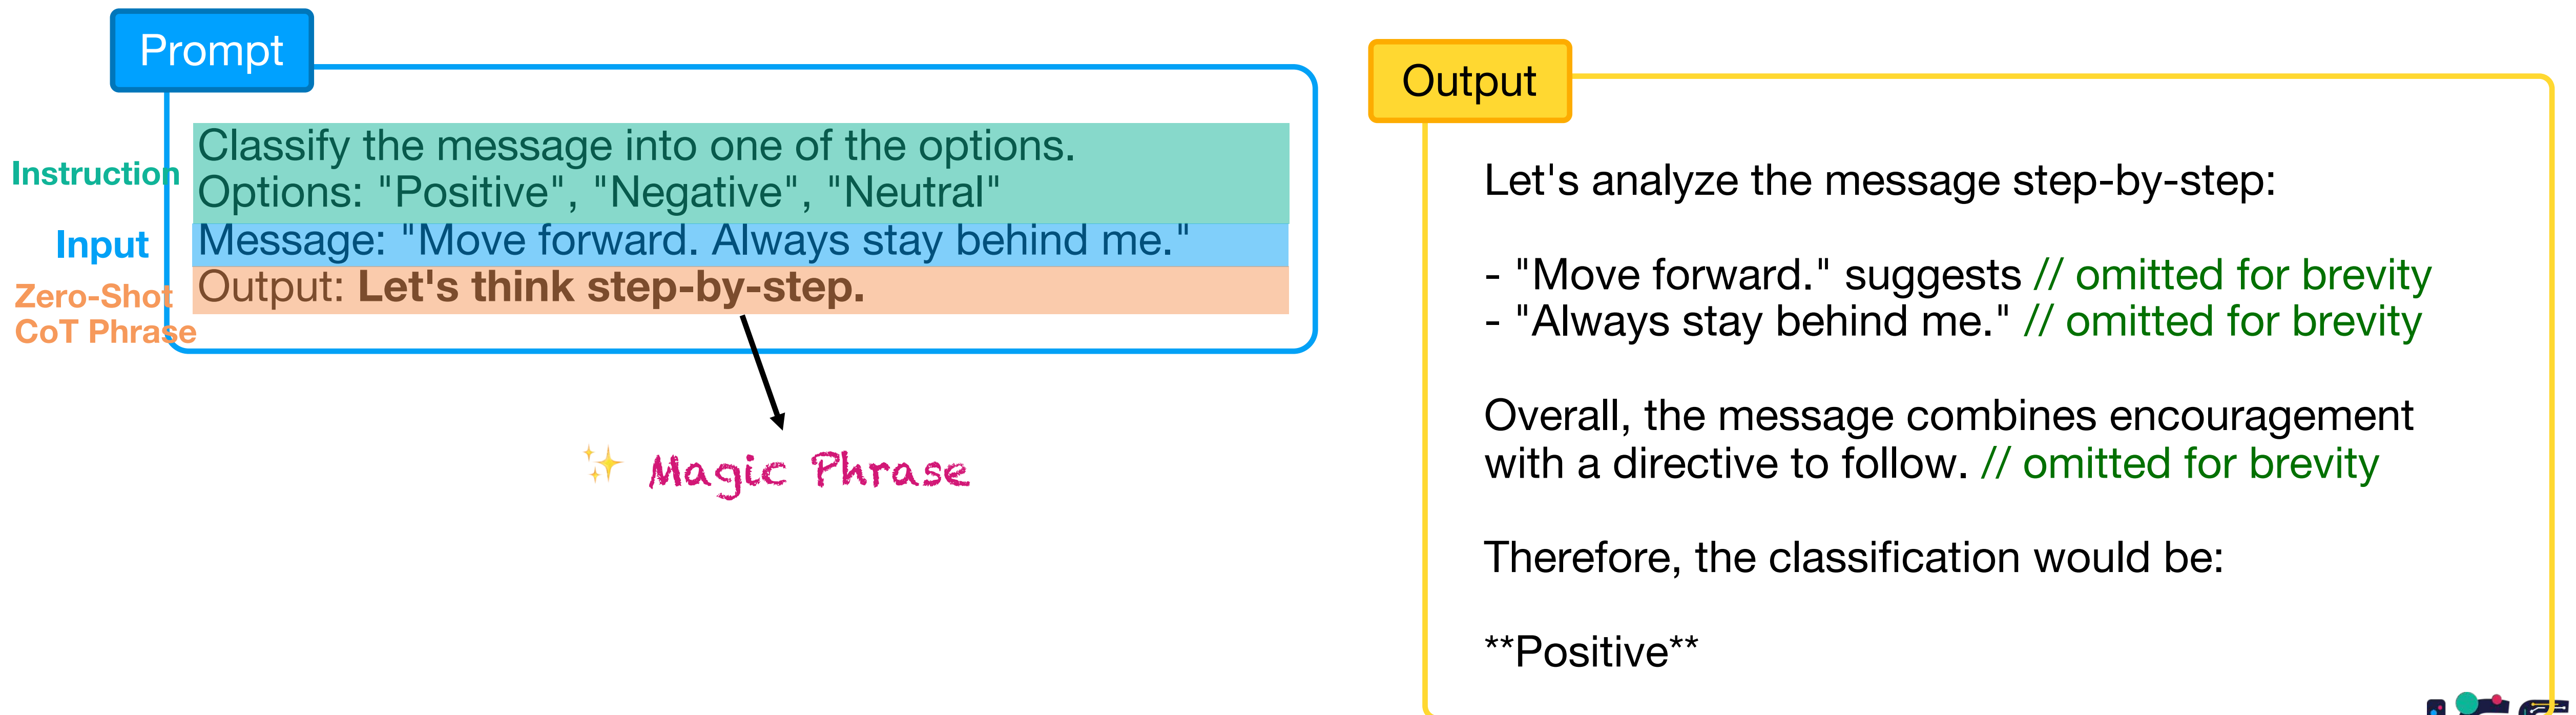 Prompt
Instruction
Classify the message into one of the options.
Options: "Positive", "Negative", "Neutral"
Input
Message: "Move forward. Always stay behind me."
Zero-Shot
CoT Phrase
Output: Let's think step-by-step.
✨ Magic Phrase
Output
Let's analyze the message step-by-step:
- "Move forward." suggests // omitted for brevity
- "Always stay behind me." // omitted for brevity
Overall, the message combines encouragement
with a directive to follow. // omitted for brevity
Therefore, the classification would be:
**Positive**